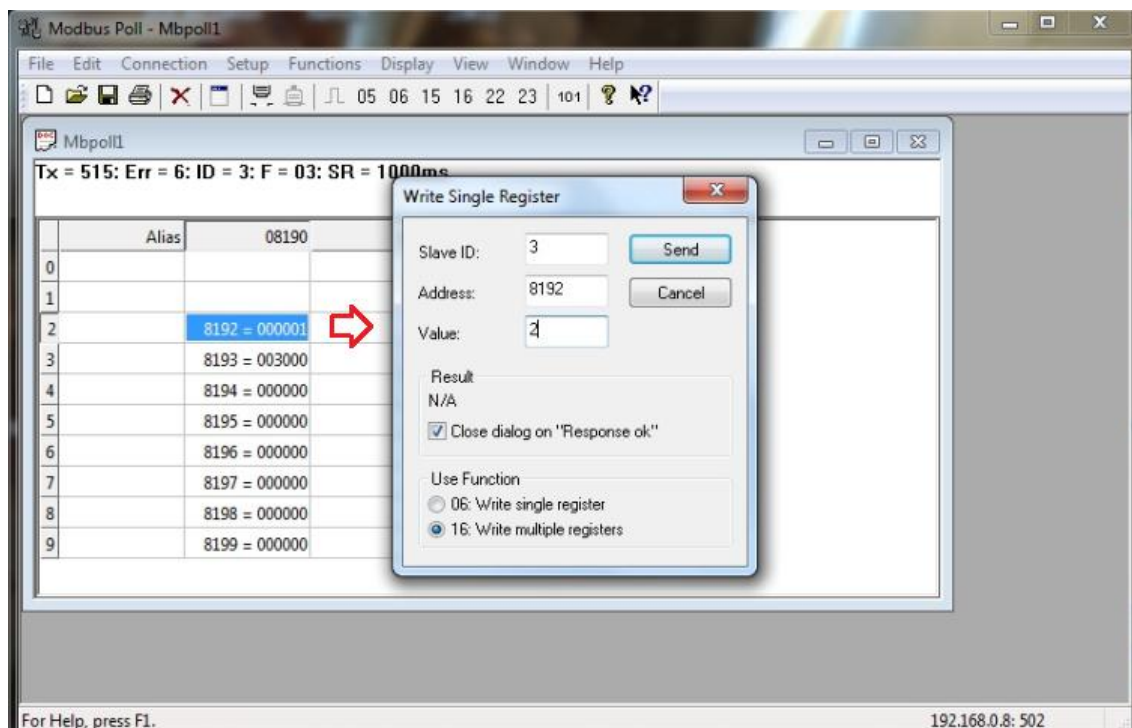 Modbus Poll - Mbpoll1
File Edit Connection Setup Functions Display View Window Help
05 06 15 16 22 23 101 ? ?
Mbpoll1
Tx = 515: Err = 6: ID = 3: F = 03: SR = 1000ms
Alias 08190
0
1
2 8192 = 000001
3 8193 = 003000
4 8194 = 000000
5 8195 = 000000
6 8196 = 000000
7 8197 = 000000
8 8198 = 000000
9 8199 = 000000
Write Single Register
Slave ID: 3 Send
Address: 8192 Cancel
Value: 2
Result
N/A
Close dialog on "Response ok"
Use Function
06: Write single register
16: Write multiple registers
For Help, press F1. 192.168.0.8: 502